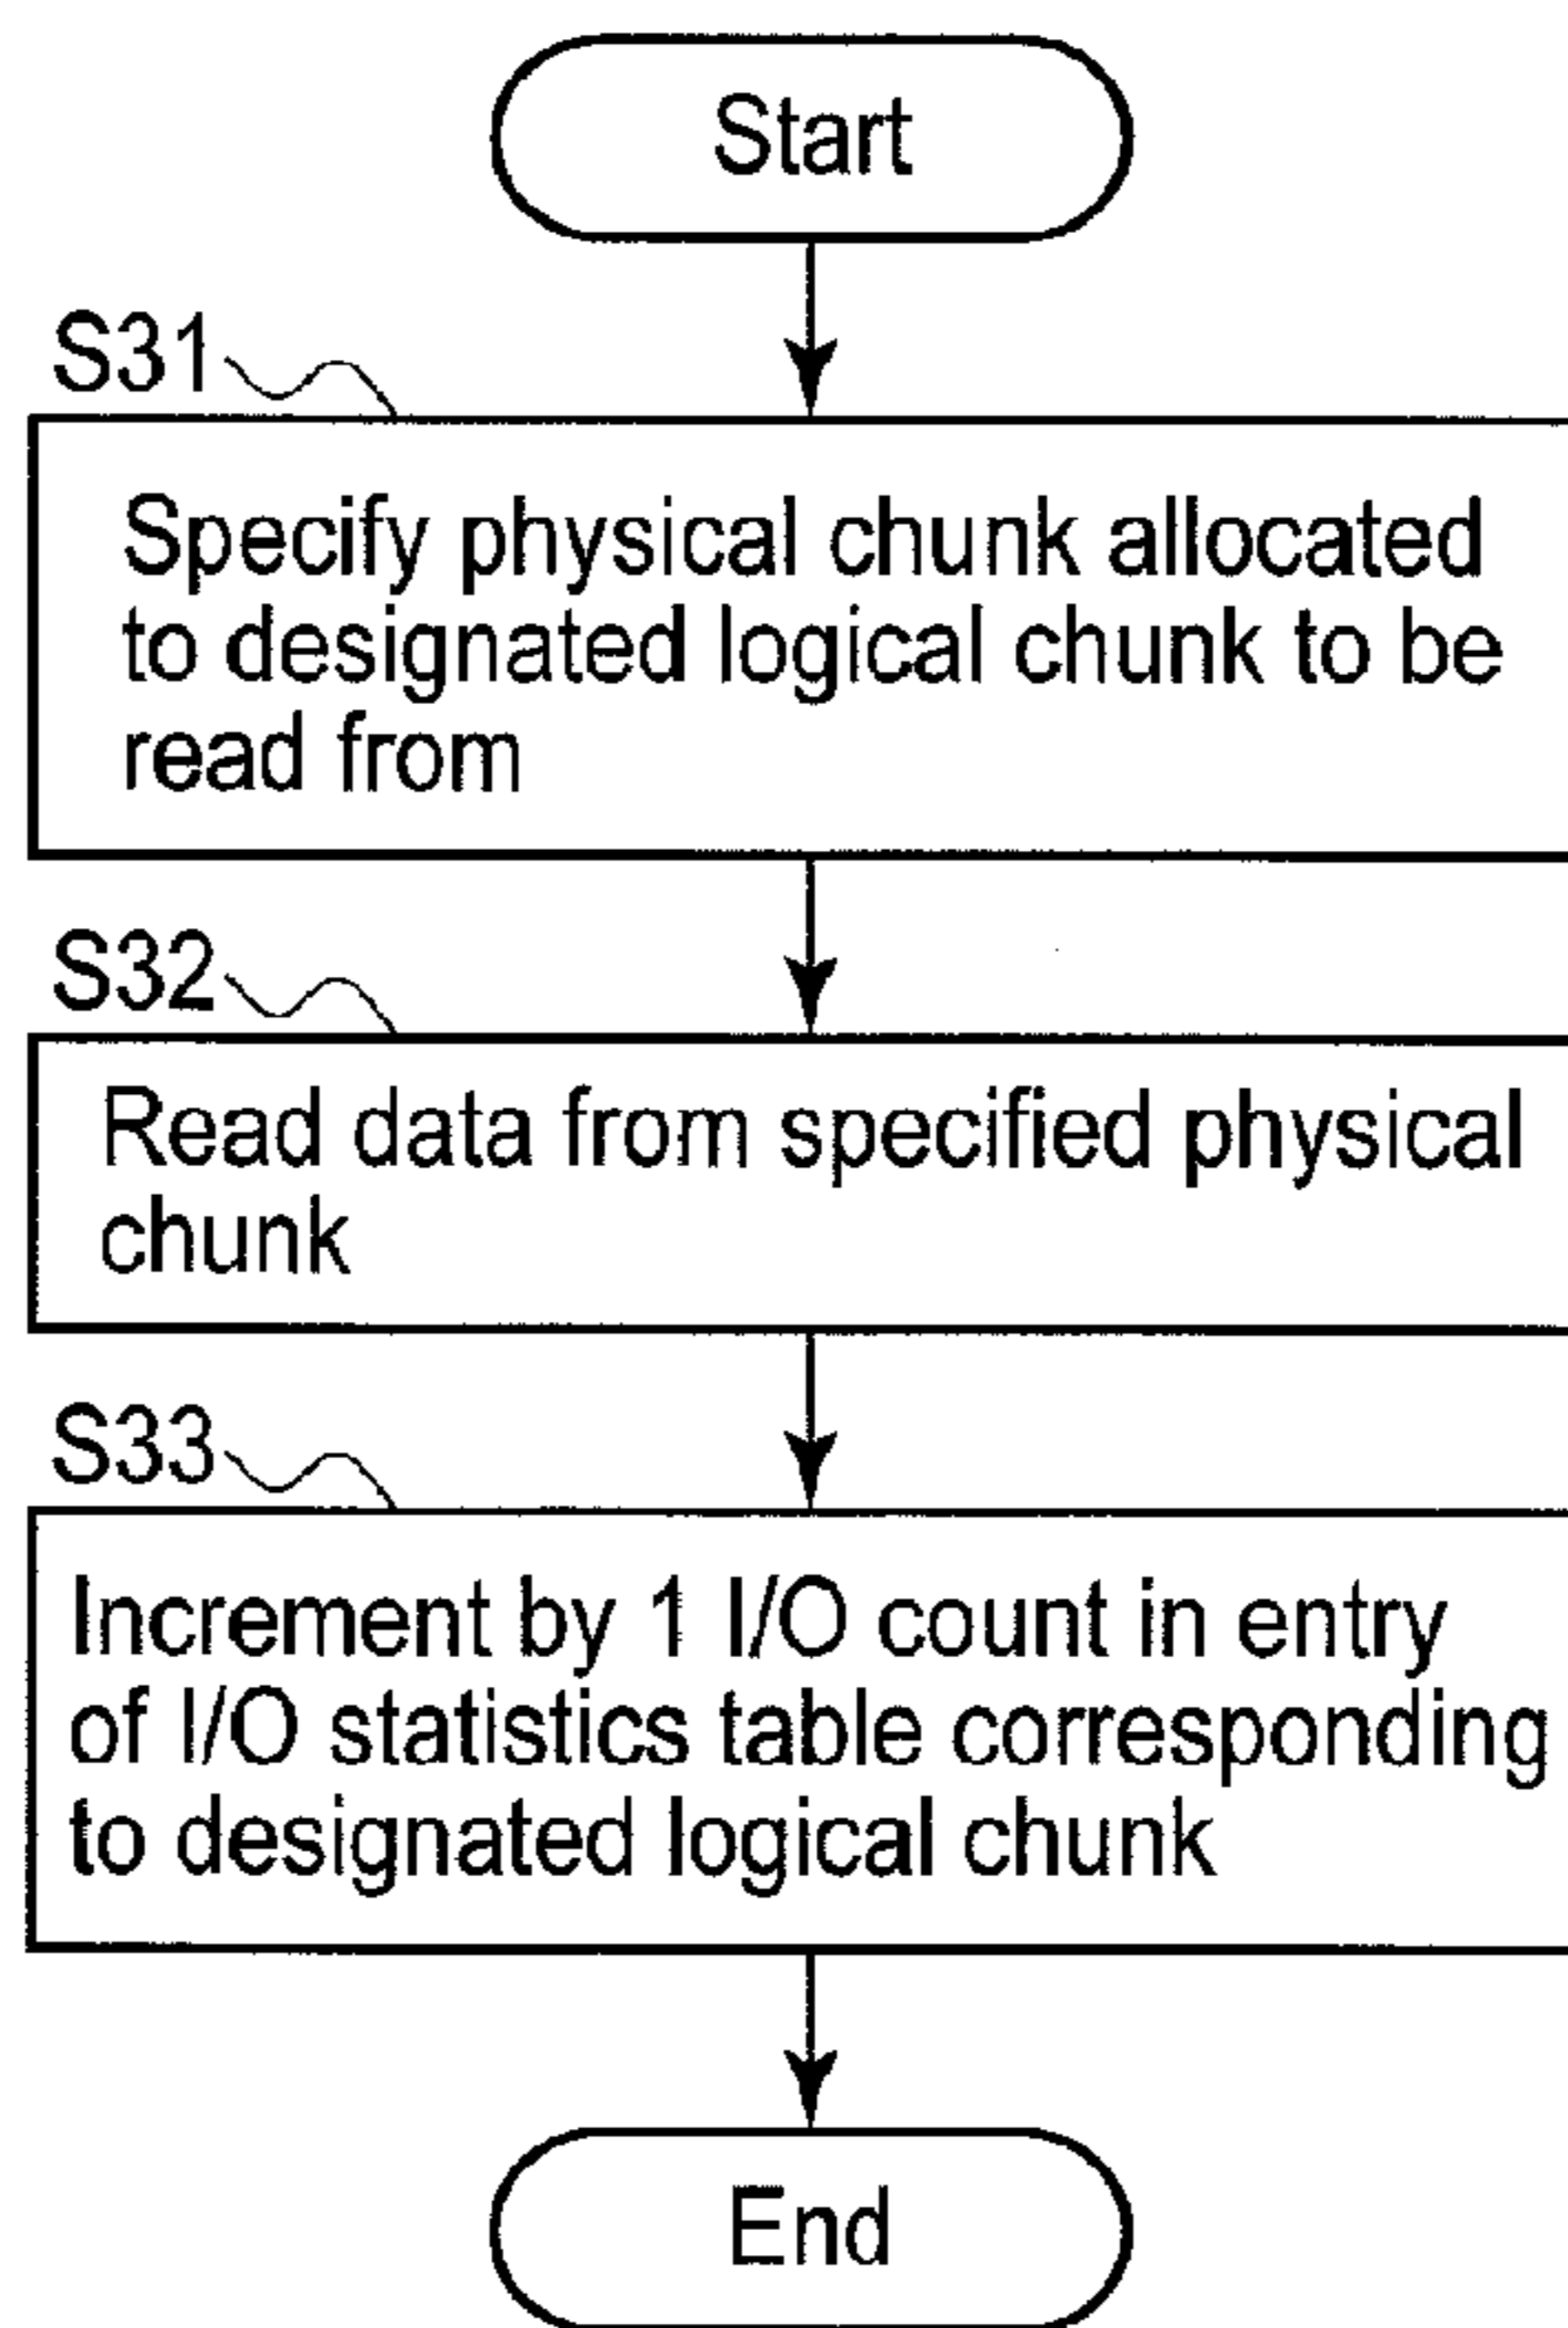 Start
S31
Specify physical chunk allocated
to designated logical chunk to be
read from
S32
Read data from specified physical
chunk
S33
Increment by 1 I/O count in entry
of I/O statistics table corresponding
to designated logical chunk
End